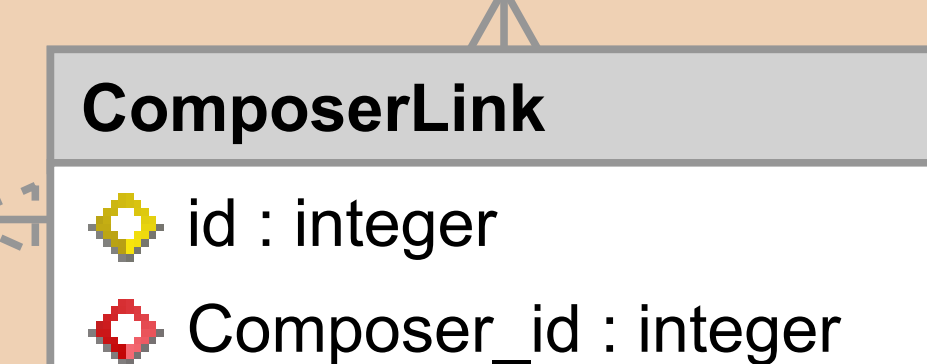 ComposerLink
id : integer
Composer_id : integer